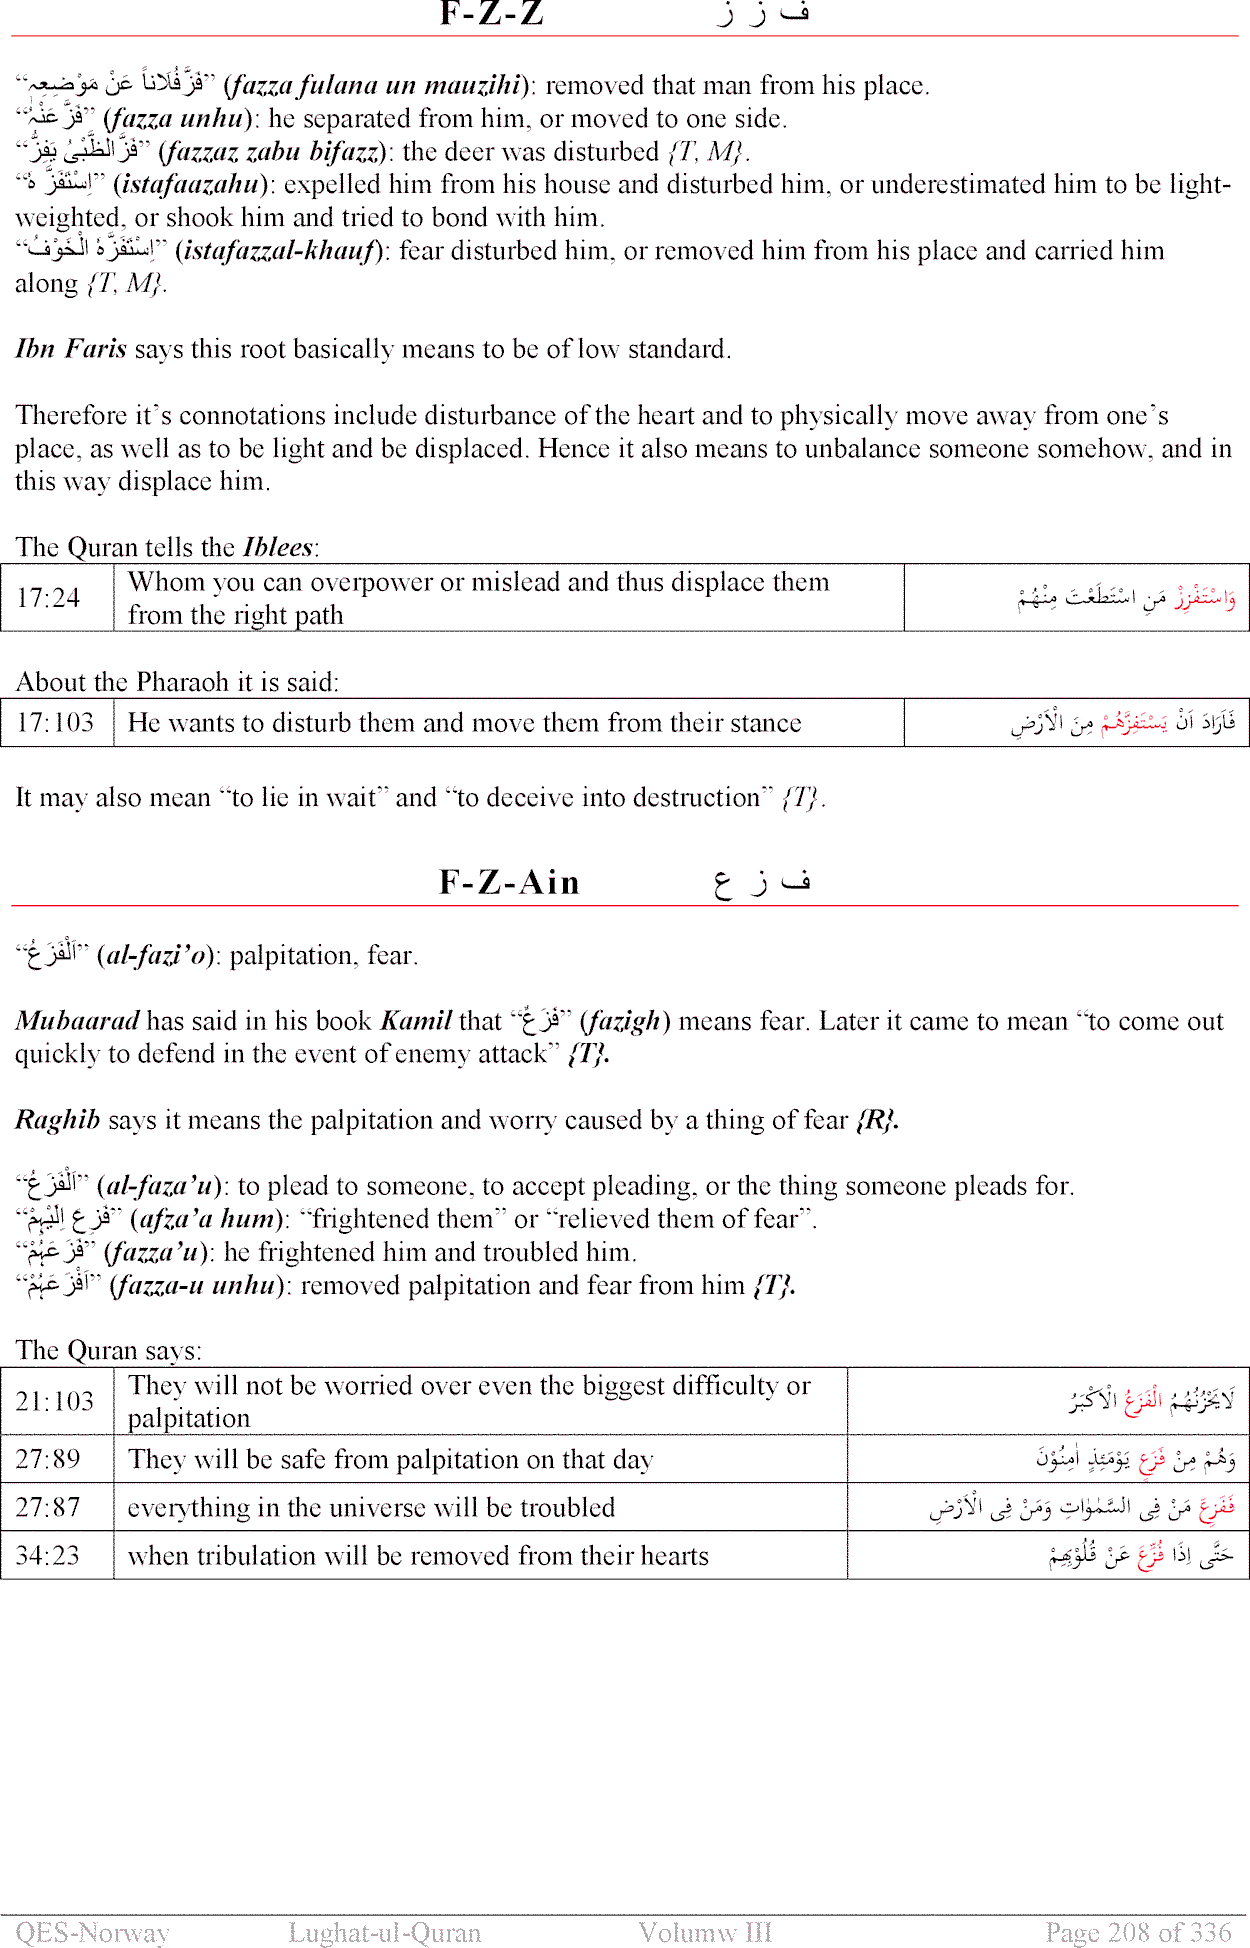 F-Z-Z ف ز ز
“فَزَّ فُلَاناً عَنْ مَوْضِعِہٖ” (fazza fulana un mauzihi): removed that man from his place.
“فَزَّ عَنْہُ” (fazza unhu): he separated from him, or moved to one side.
“فَزَّ الظَّبْیُ یَفِزُّ” (fazzaz zabu bifazz): the deer was disturbed {T, M}.
“اِسْتَفَزَّ ہٗ” (istafaazahu): expelled him from his house and disturbed him, or underestimated him to be light-
weighted, or shook him and tried to bond with him.
“اِسْتَفَزَّہُ الْخَوْفُ” (istafazzal-khauf): fear disturbed him, or removed him from his place and carried him
along {T, M}.
Ibn Faris says this root basically means to be of low standard.
Therefore it’s connotations include disturbance of the heart and to physically move away from one’s
place, as well as to be light and be displaced. Hence it also means to unbalance someone somehow, and in
this way displace him.
The Quran tells the Iblees:
17:24 Whom you can overpower or mislead and thus displace them وَاسْتَفْزِزْ مَنِ اسْتَطَعْتَ مِنْهُمْ
from the right path
About the Pharaoh it is said:
17:103 He wants to disturb them and move them from their stance فَاَرَادَ اَنْ يَسْتَفِزَّهُمْ مِنَ الْاَرْضِ
It may also mean “to lie in wait” and “to deceive into destruction” {T}.
F-Z-Ain ف ز ع
“اَلْفَزَعُ” (al-fazi’o): palpitation, fear.
Mubaarad has said in his book Kamil that “فَزَعٌ” (fazigh) means fear. Later it came to mean “to come out
quickly to defend in the event of enemy attack” {T}.
Raghib says it means the palpitation and worry caused by a thing of fear {R}.
“اَلْفَزَعُ” (al-faza’u): to plead to someone, to accept pleading, or the thing someone pleads for.
“فَزِعَ اِلَیْہِمْ” (afza’a hum): “frightened them” or “relieved them of fear”.
“فَزَعَہُمْ” (fazza’u): he frightened him and troubled him.
“اَفْزَعَہُمْ” (fazza-u unhu): removed palpitation and fear from him {T}.
The Quran says:
21:103 They will not be worried over even the biggest difficulty or لَا يَحْزُنُهُمُ الْفَزَعُ الْاَكْبَرُ
palpitation
27:89 They will be safe from palpitation on that day وَهُمْ مِنْ فَزَعٍ يَوْمَئِذٍ اٰمِنُوْنَ
27:87 everything in the universe will be troubled فَفَزِعَ مَنْ فِى السَّمٰوٰاتِ وَمَنْ فِى الْاَرْضِ
34:23 when tribulation will be removed from their hearts حَتَّى اِذَا فُزِّعَ عَنْ قُلُوْبِهِمْ
QES-Norway Lughat-ul-Quran Volumw III Page 208 of 336